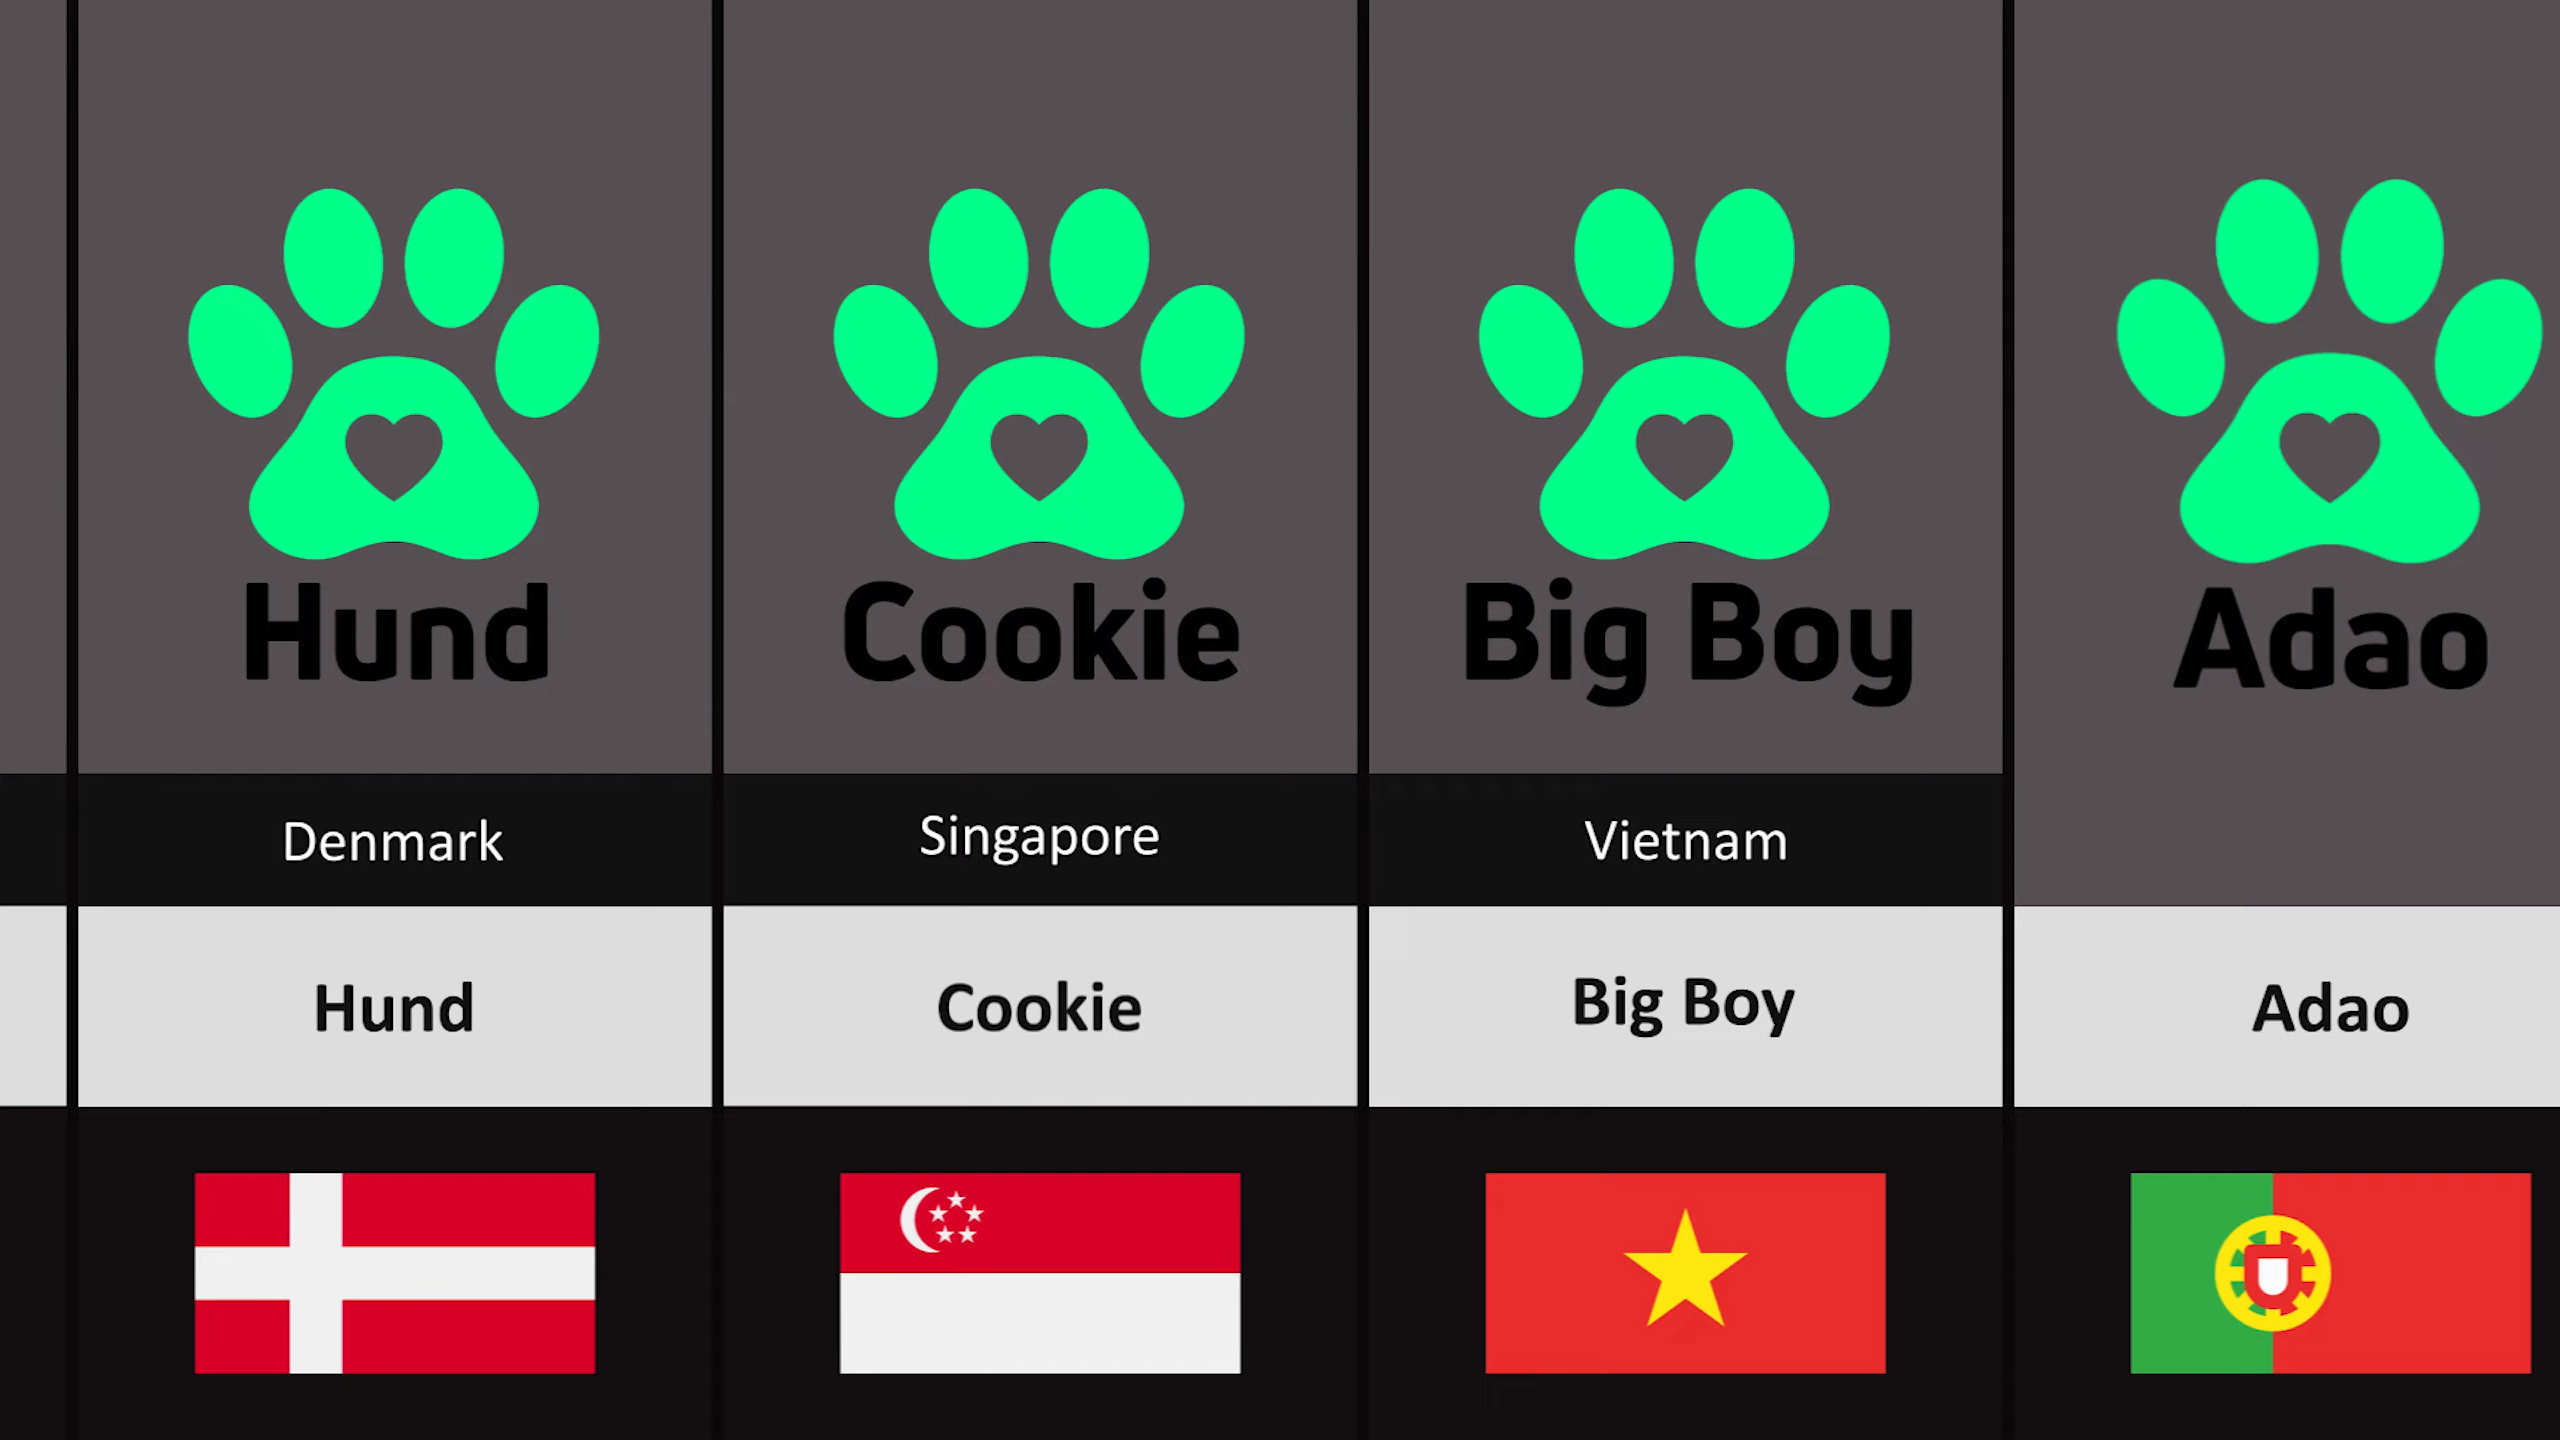 Hund
Cookie
Big Boy
Adao
Denmark
Singapore
Vietnam
Hund
Cookie
Big Boy
Adao